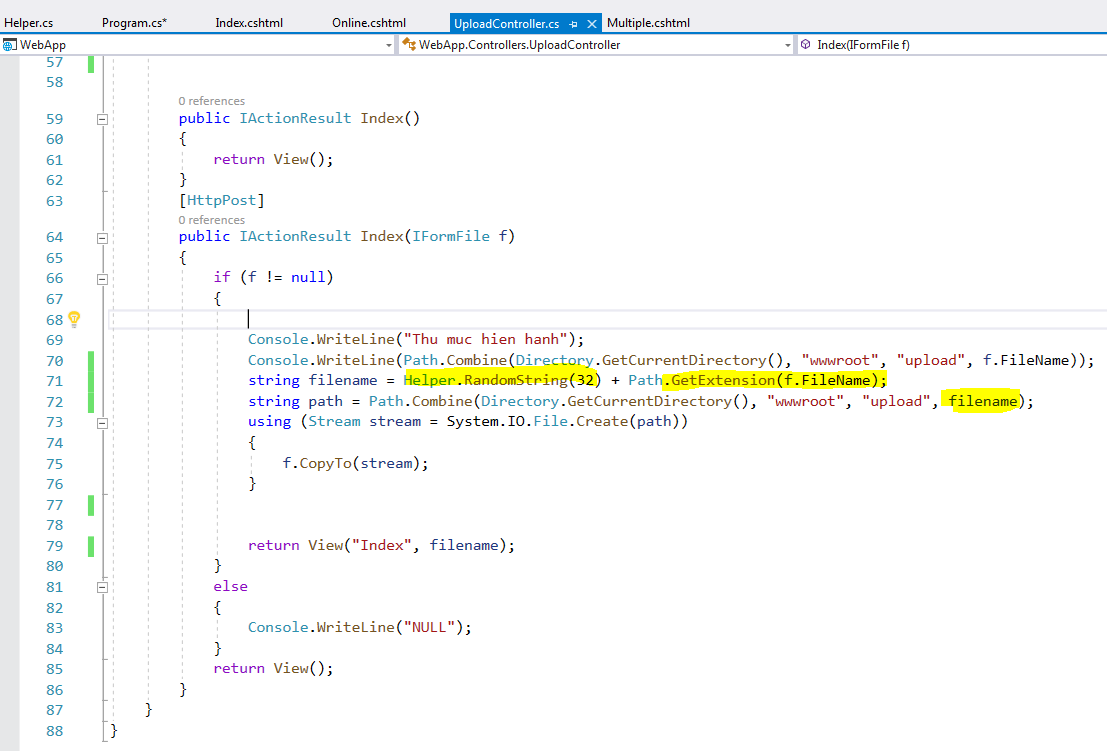 Helper.cs Program.cs* Index.cshtml Online.cshtml UploadController.cs Multiple.cshtml
WebApp WebApp.Controllers.UploadController Index(IFormFile f)
57
58
0 references
59 public IActionResult Index()
60 {
61 return View();
62 }
63 [HttpPost]
0 references
64 public IActionResult Index(IFormFile f)
65 {
66 if (f != null)
67 {
68
69 Console.WriteLine("Thu muc hien hanh");
70 Console.WriteLine(Path.Combine(Directory.GetCurrentDirectory(), "wwwroot", "upload", f.FileName));
71 string filename = Helper.RandomString(32) + Path.GetExtension(f.FileName);
72 string path = Path.Combine(Directory.GetCurrentDirectory(), "wwwroot", "upload", filename);
73 using (Stream stream = System.IO.File.Create(path))
74 {
75 f.CopyTo(stream);
76 }
77
78
79 return View("Index", filename);
80 }
81 else
82 {
83 Console.WriteLine("NULL");
84 }
85 return View();
86 }
87 }
88 }